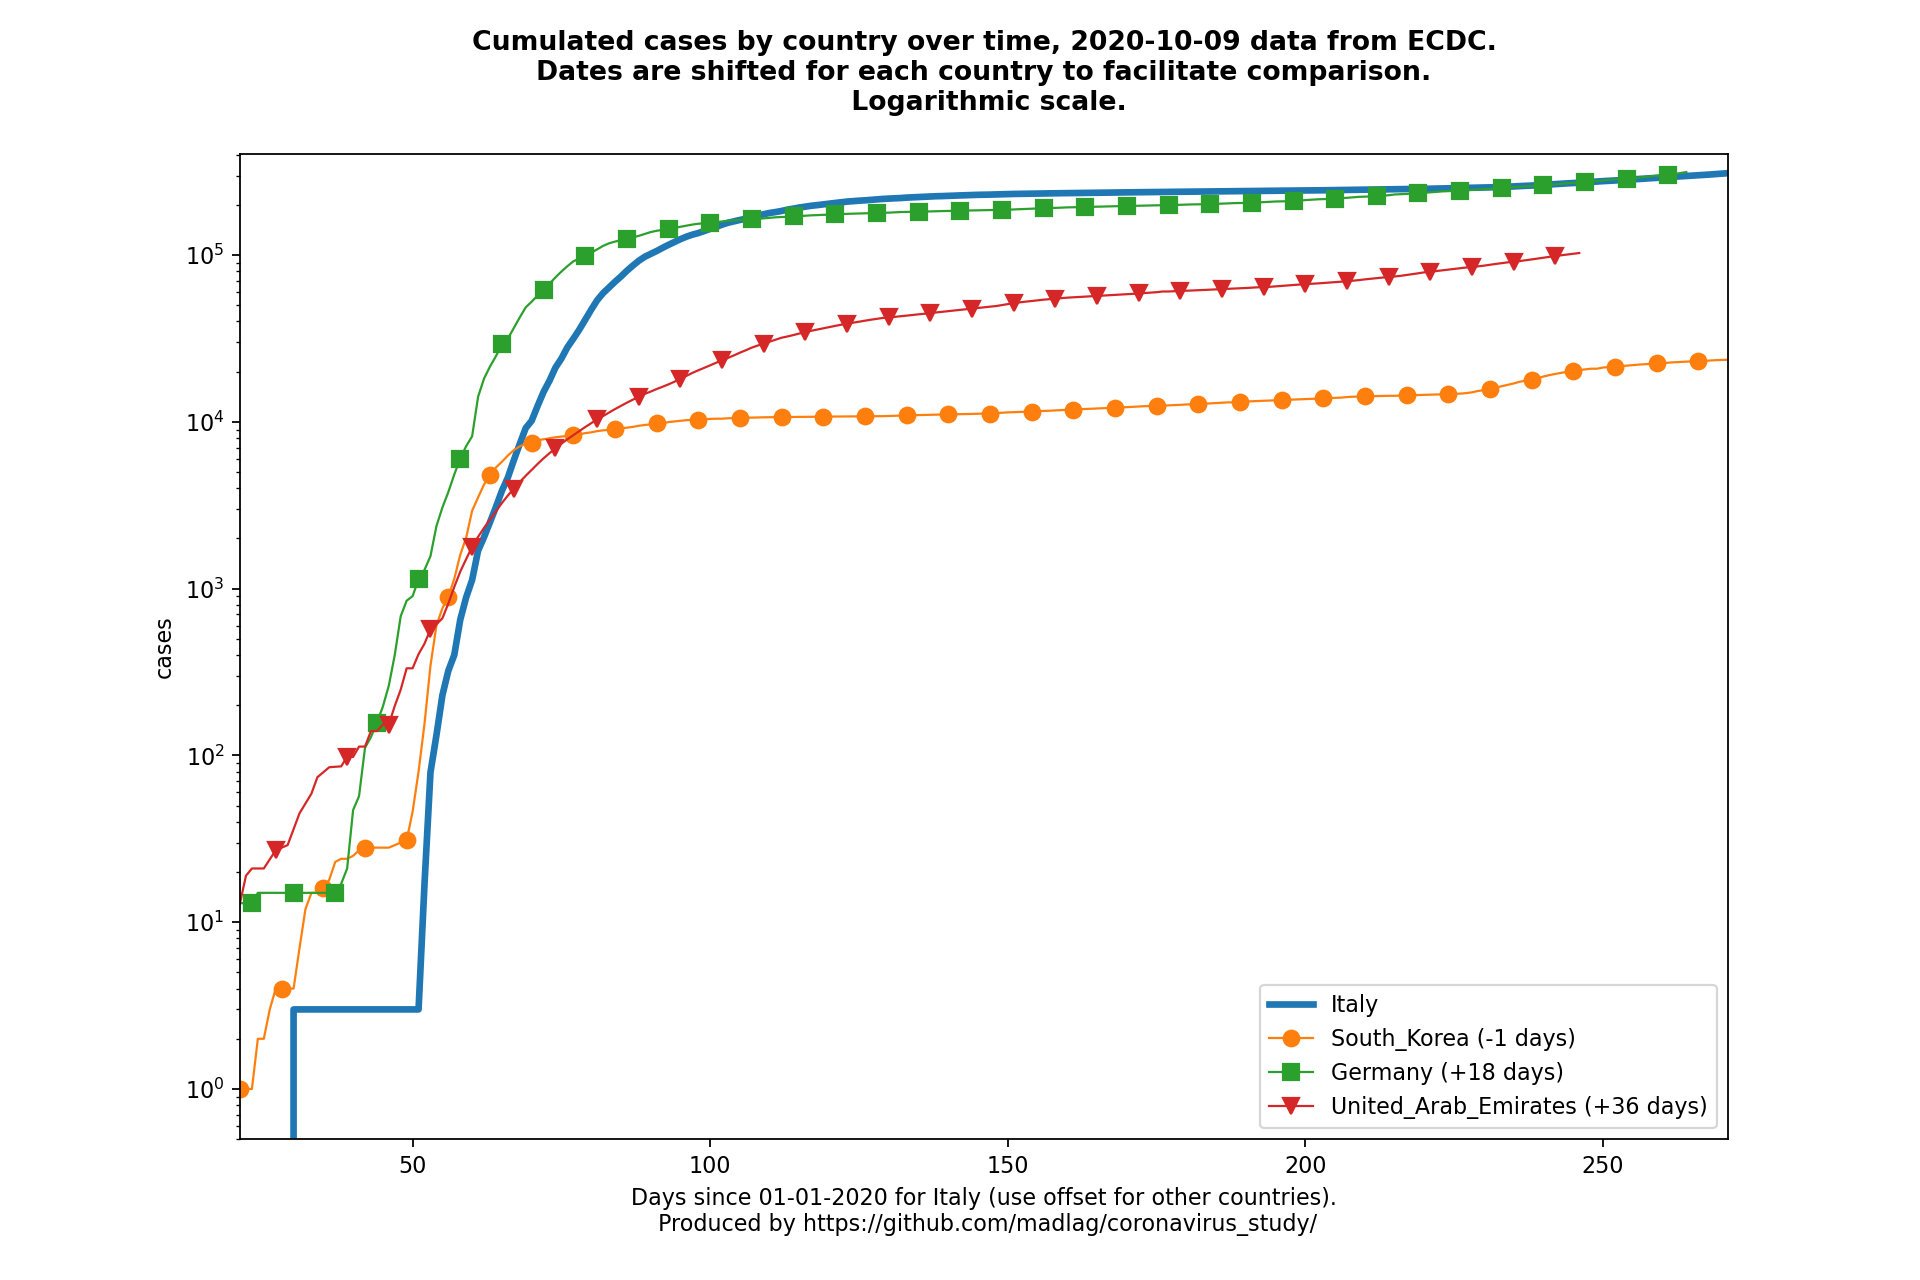 Cumulated cases by country over time, 2020-10-09 data from ECDC.
Dates are shifted for each country to facilitate comparison.
Logarithmic scale.
10^5
10^4
10^3
10^2
10^1
10^0
cases
50
100
150
200
250
Italy
South_Korea (-1 days)
Germany (+18 days)
United_Arab_Emirates (+36 days)
Days since 01-01-2020 for Italy (use offset for other countries).
Produced by https://github.com/madlag/coronavirus_study/